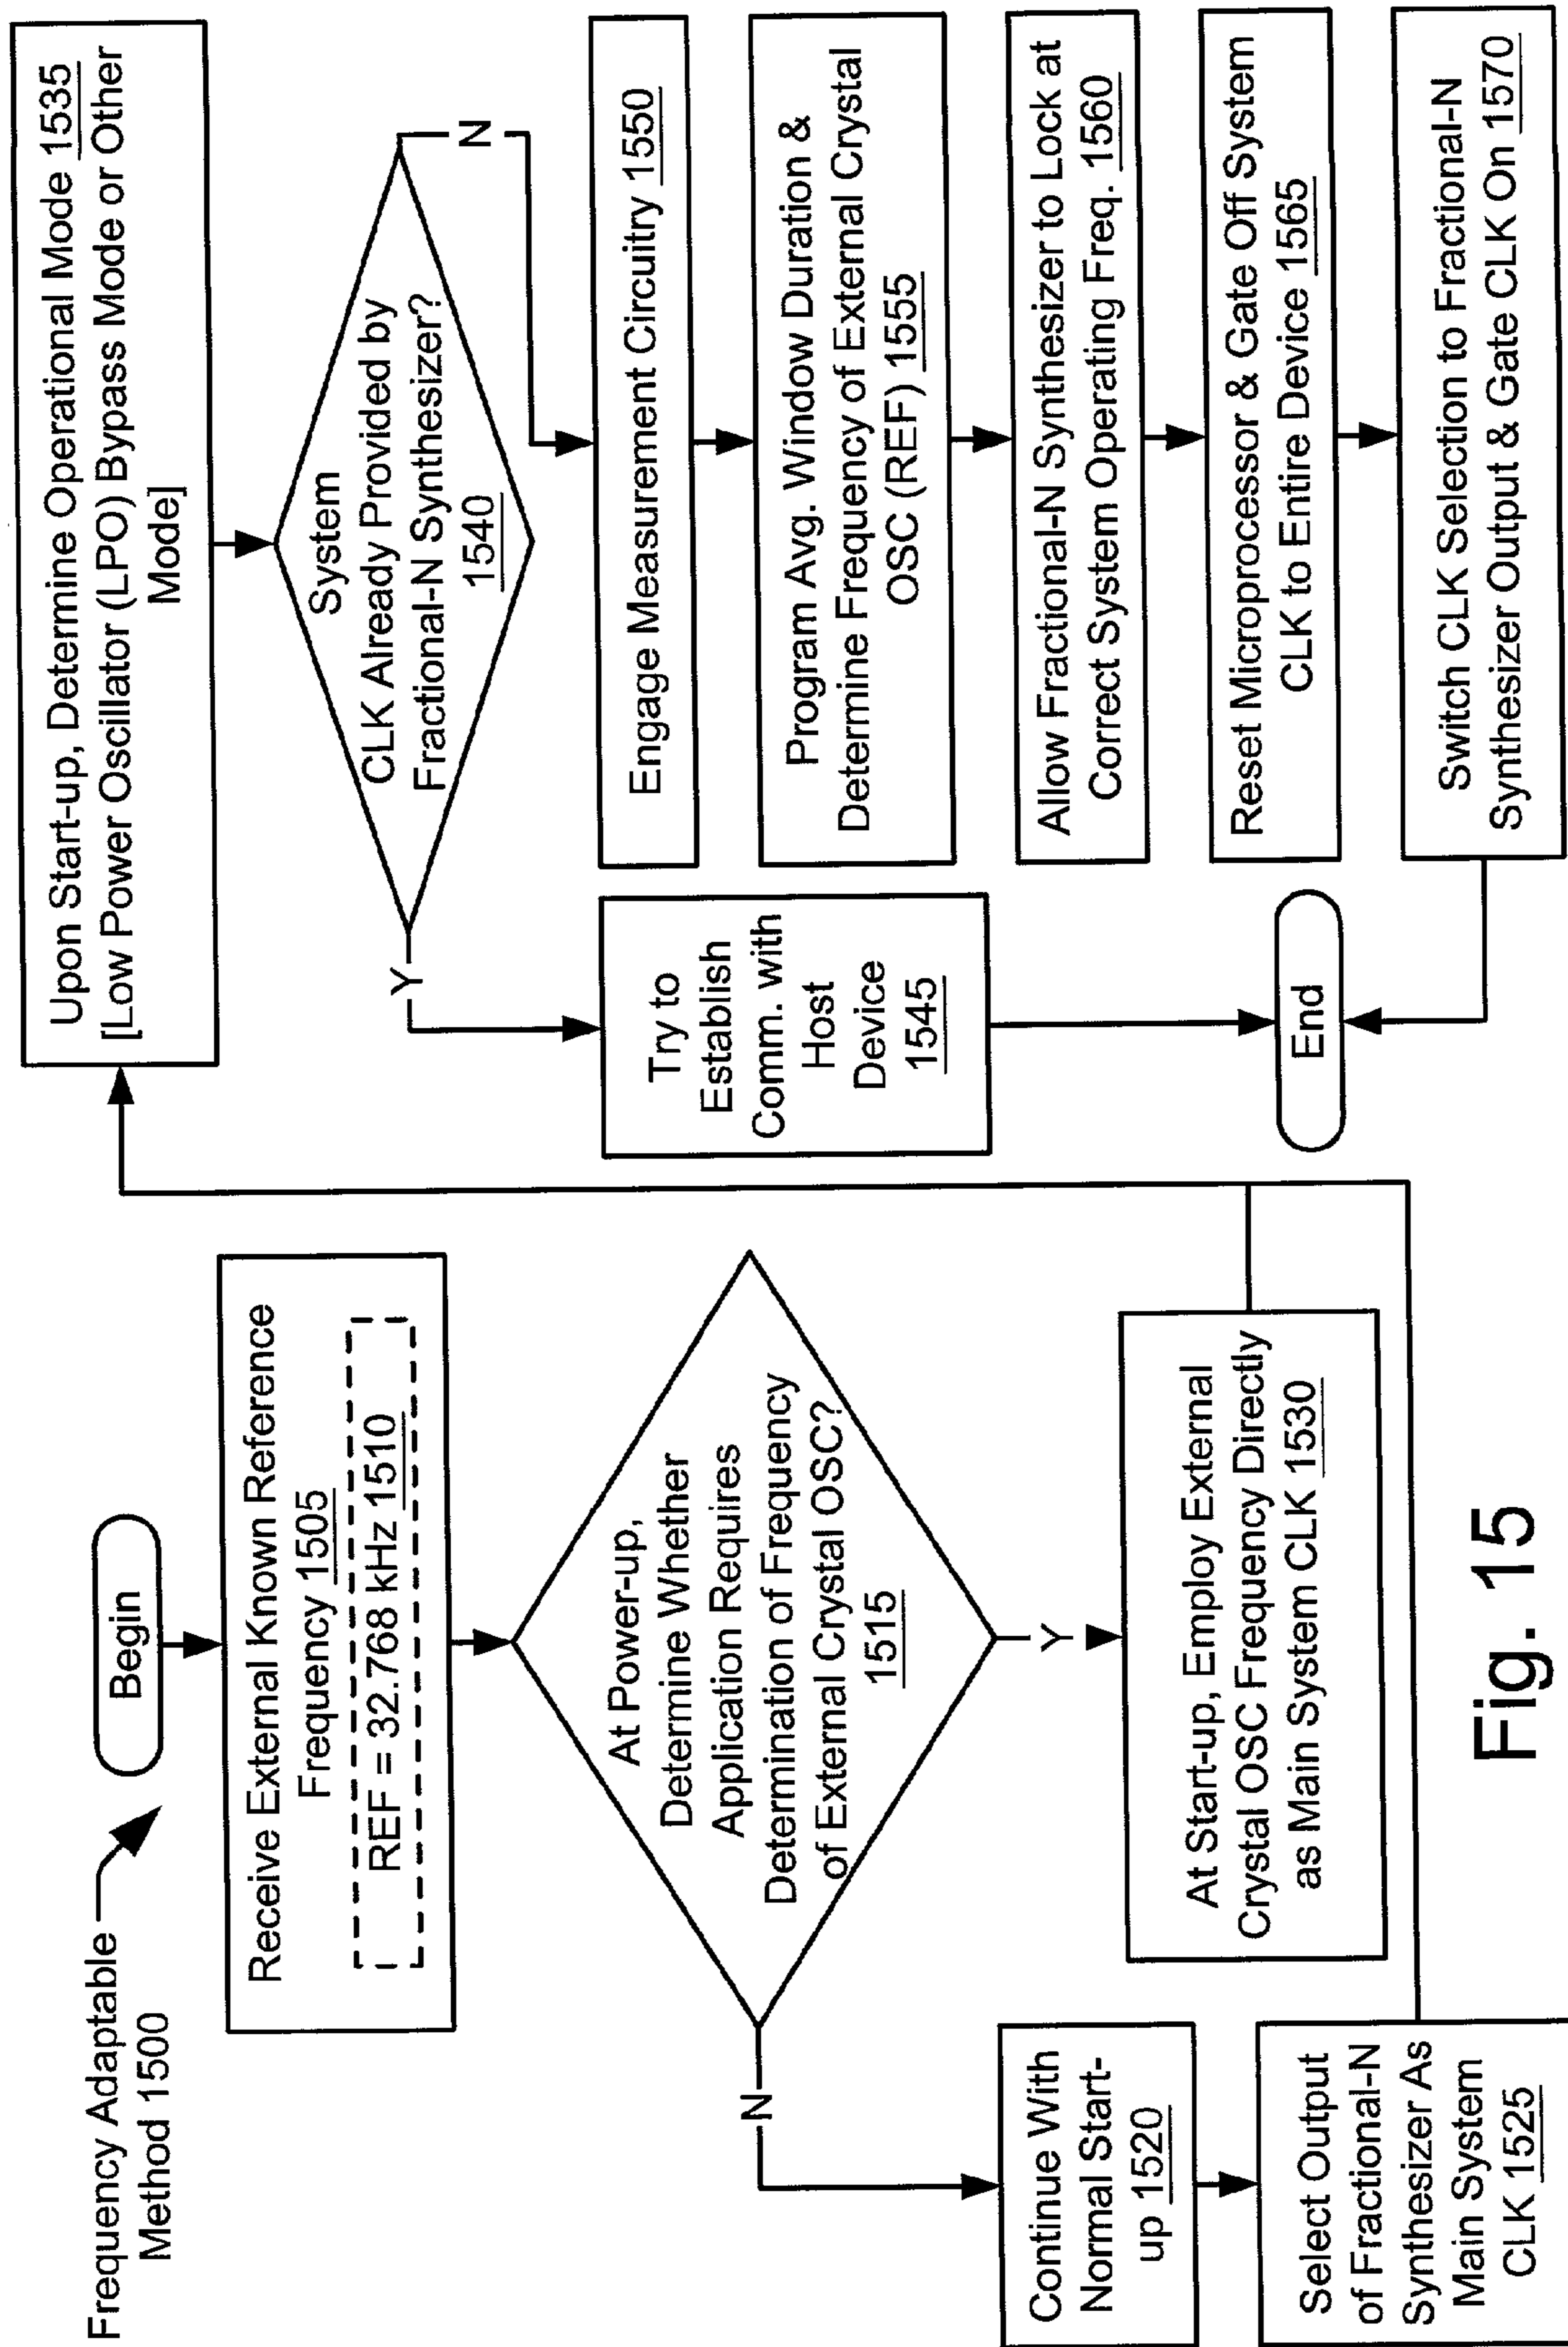 Frequency Adaptable
Method 1500
Begin
Receive External Known Reference
Frequency 1505
REF = 32.768 kHz 1510
At Power-up,
Determine Whether
Application Requires
Determination of Frequency
of External Crystal OSC?
1515
N
Y
Continue With
Normal Start-
up 1520
Select Output
of Fractional-N
Synthesizer As
Main System
CLK 1525
At Start-up, Employ External
Crystal OSC Frequency Directly
as Main System CLK 1530
Upon Start-up, Determine Operational Mode 1535
[Low Power Oscillator (LPO) Bypass Mode or Other
Mode]
System
CLK Already Provided by
Fractional-N Synthesizer?
1540
Y
N
Try to
Establish
Comm. with
Host
Device
1545
Engage Measurement Circuitry 1550
Program Avg. Window Duration &
Determine Frequency of External Crystal
OSC (REF) 1555
Allow Fractional-N Synthesizer to Lock at
Correct System Operating Freq. 1560
Reset Microprocessor & Gate Off System
CLK to Entire Device 1565
Switch CLK Selection to Fractional-N
Synthesizer Output & Gate CLK On 1570
End
Fig. 15